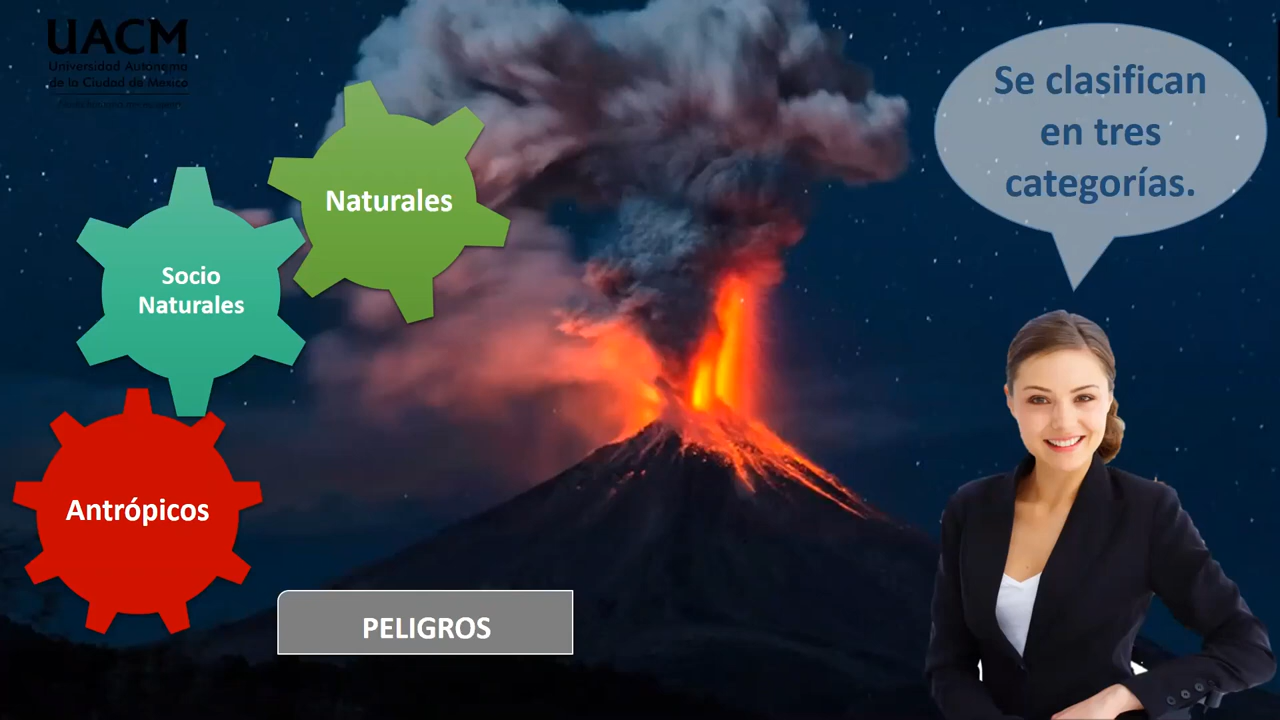 UACM
Universidad Autónoma
de la Ciudad de México
Se clasifican
en tres
categorías.
Naturales
Socio
Naturales
Antrópicos
PELIGROS